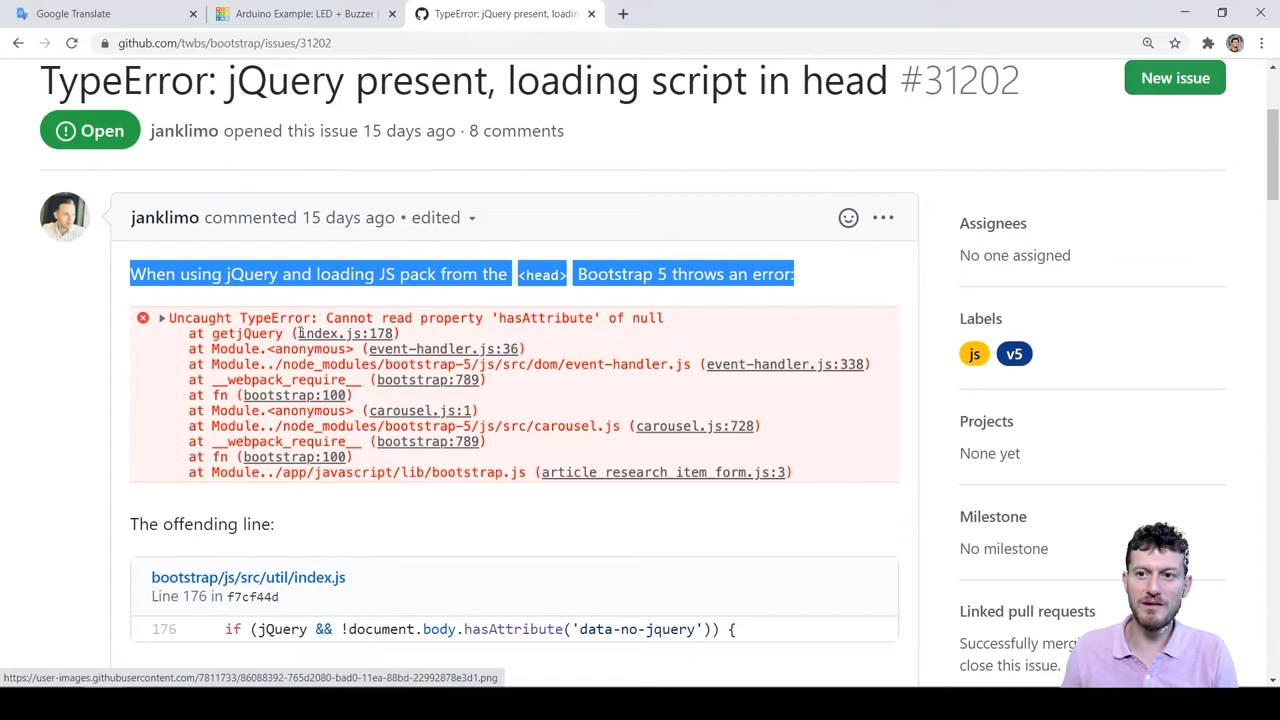 Google Translate
Arduino Example: LED + Buzzer |
TypeError: jQuery present, loadin
github.com/twbs/bootstrap/issues/31202
TypeError: jQuery present, loading script in head #31202
New issue
Open
janklimo opened this issue 15 days ago · 8 comments
janklimo commented 15 days ago • edited
When using jQuery and loading JS pack from the <head> Bootstrap 5 throws an error:
Uncaught TypeError: Cannot read property 'hasAttribute' of null
at getjQuery (index.js:178)
at Module.<anonymous> (event-handler.js:36)
at Module../node_modules/bootstrap-5/js/src/dom/event-handler.js (event-handler.js:338)
at __webpack_require__ (bootstrap:789)
at fn (bootstrap:100)
at Module.<anonymous> (carousel.js:1)
at Module../node_modules/bootstrap-5/js/src/carousel.js (carousel.js:728)
at __webpack_require__ (bootstrap:789)
at fn (bootstrap:100)
at Module../app/javascript/lib/bootstrap.js (article_research_item_form.js:3)
The offending line:
bootstrap/js/src/util/index.js
Line 176 in f7cf44d
176 if (jQuery && !document.body.hasAttribute('data-no-jquery')) {
Assignees
No one assigned
Labels
js v5
Projects
None yet
Milestone
No milestone
Linked pull requests
Successfully merg
close this issue.
https://user-images.githubusercontent.com/7811733/86088392-765d2080-bad0-11ea-88bd-22992878e3d1.png